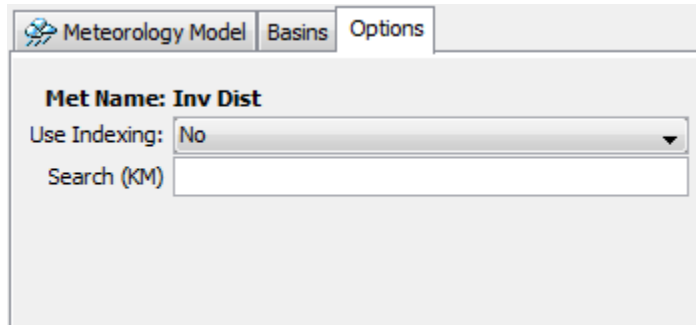 Meteorology Model Basins Options
Met Name: Inv Dist
Use Indexing: No
Search (KM)